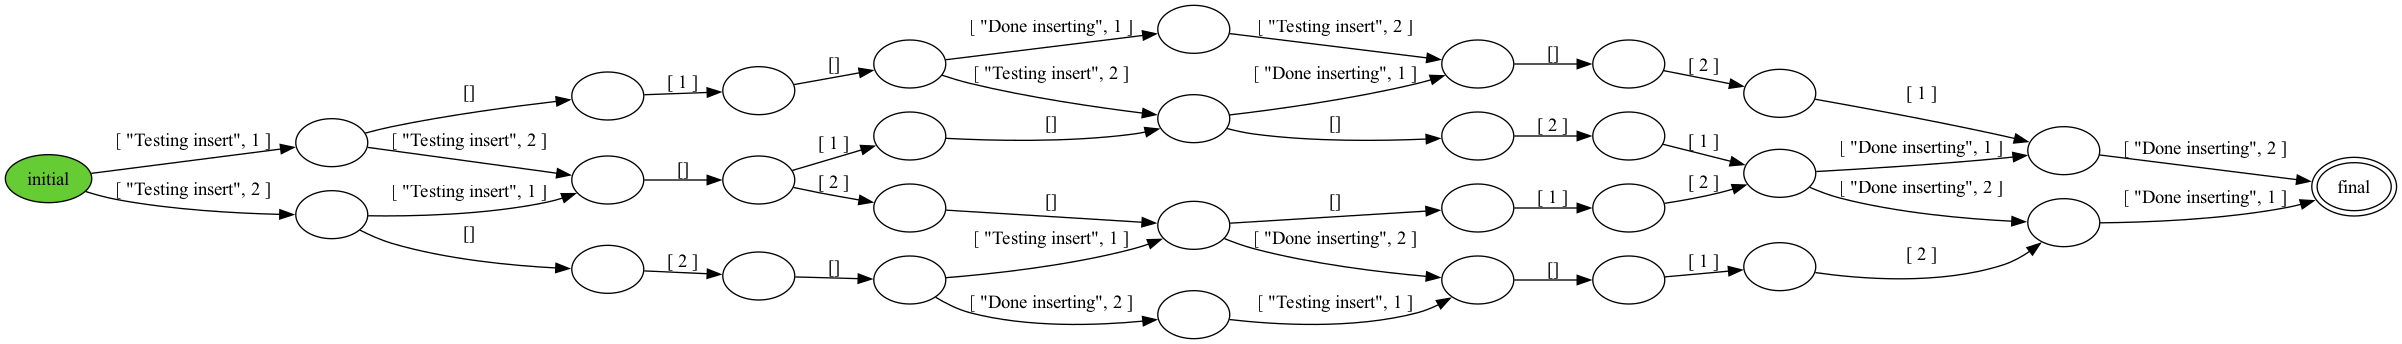 [ "Done inserting", 1 ]
[ "Testing insert", 2 ]
[]
[]
[ 2 ]
[ "Testing insert", 2 ]
[ "Done inserting", 1 ]
[]
[ 1 ]
[ 1 ]
[]
[]
[ 2 ]
[ "Testing insert", 1 ]
[ "Testing insert", 2 ]
[ 1 ]
[ 1 ]
[ "Done inserting", 1 ]
[ "Done inserting", 2 ]
initial
[]
final
[ "Testing insert", 2 ]
[ "Testing insert", 1 ]
[ 2 ]
[ 2 ]
[ "Done inserting", 2 ]
[ "Done inserting", 1 ]
[]
[]
[ 1 ]
[]
[ "Testing insert", 1 ]
[ "Done inserting", 2 ]
[ 2 ]
[]
[]
[ 1 ]
[ 2 ]
[ "Done inserting", 2 ]
[ "Testing insert", 1 ]